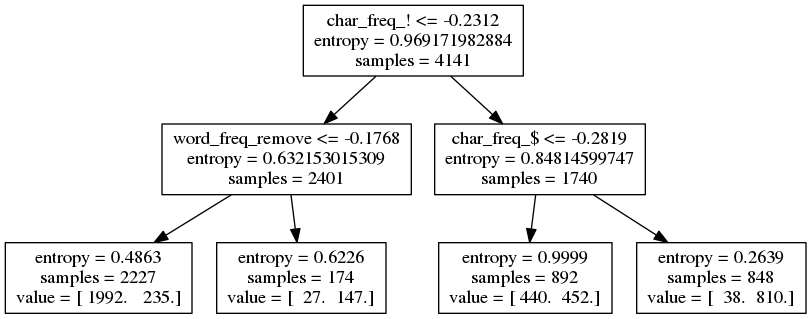 char_freq_! <= -0.2312
entropy = 0.969171982884
samples = 4141
word_freq_remove <= -0.1768
entropy = 0.632153015309
samples = 2401
char_freq_$ <= -0.2819
entropy = 0.84814599747
samples = 1740
entropy = 0.4863
samples = 2227
value = [ 1992. 235.]
entropy = 0.6226
samples = 174
value = [ 27. 147.]
entropy = 0.9999
samples = 892
value = [ 440. 452.]
entropy = 0.2639
samples = 848
value = [ 38. 810.]